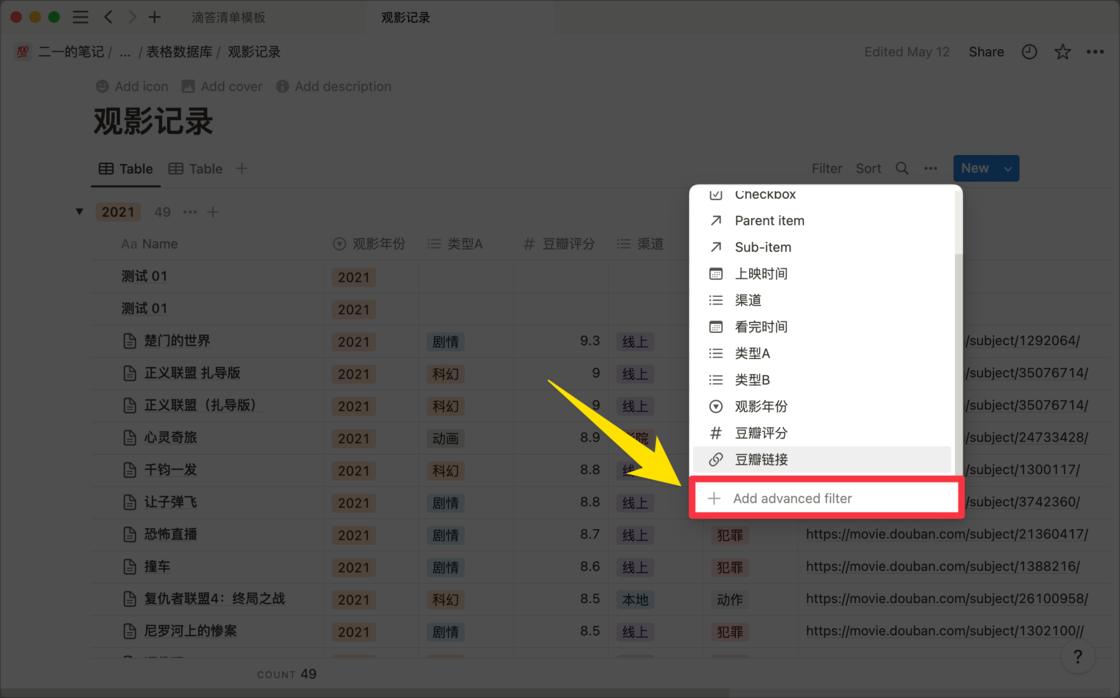 滴答清单模板
观影记录
二一的笔记 / ... / 表格数据库 / 观影记录
Edited May 12
Share
Add icon
Add cover
Add description
观影记录
Table
Table
Filter
Sort
New
2021 49
Aa Name
观影年份
类型A
# 豆瓣评分
渠道
测试 01 2021
测试 01 2021
楚门的世界 2021 剧情 9.3 线上 /subject/1292064/
正义联盟 扎导版 2021 科幻 9 线上 /subject/35076714/
正义联盟（扎导版） 2021 科幻 9 线上 /subject/35076714/
心灵奇旅 2021 动画 8.9 院 /subject/24733428/
千钧一发 2021 科幻 8.8 线上 /subject/1300117/
让子弹飞 2021 剧情 8.8 线上 /subject/3742360/
恐怖直播 2021 剧情 8.7 线上 犯罪 https://movie.douban.com/subject/21360417/
撞车 2021 剧情 8.6 线上 犯罪 https://movie.douban.com/subject/1388216/
复仇者联盟4：终局之战 2021 科幻 8.5 本地 动作 https://movie.douban.com/subject/26100958/
尼罗河上的惨案 2021 剧情 8.5 线上 犯罪 https://movie.douban.com/subject/1302100//
COUNT 49
Checkbox
Parent item
Sub-item
上映时间
渠道
看完时间
类型A
类型B
观影年份
# 豆瓣评分
豆瓣链接
+ Add advanced filter
?